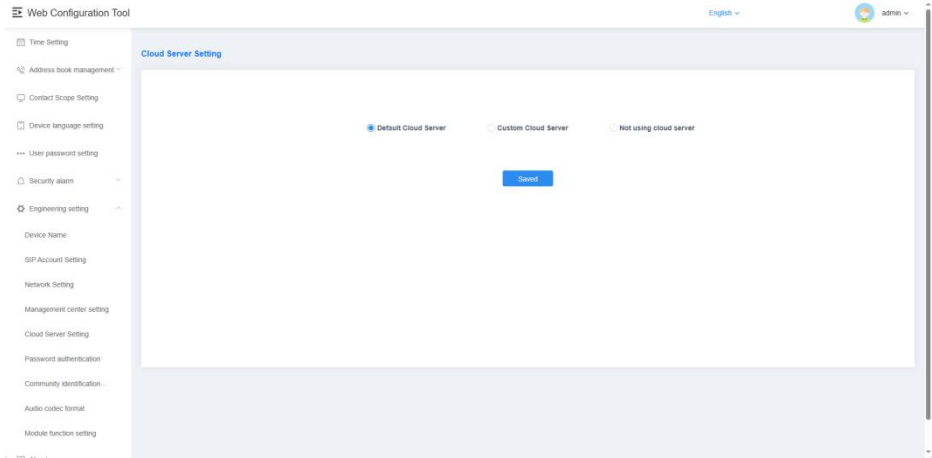 Web Configuration Tool
English
admin
Time Setting
Address book management
Contact Scope Setting
Device language setting
User password setting
Security alarm
Engineering setting
Device Name
SIP Account Setting
Network Setting
Management center setting
Cloud Server Setting
Password authentication
Community identification...
Audio codec format
Module function setting
Cloud Server Setting
Default Cloud Server
Custom Cloud Server
Not using cloud server
Saved